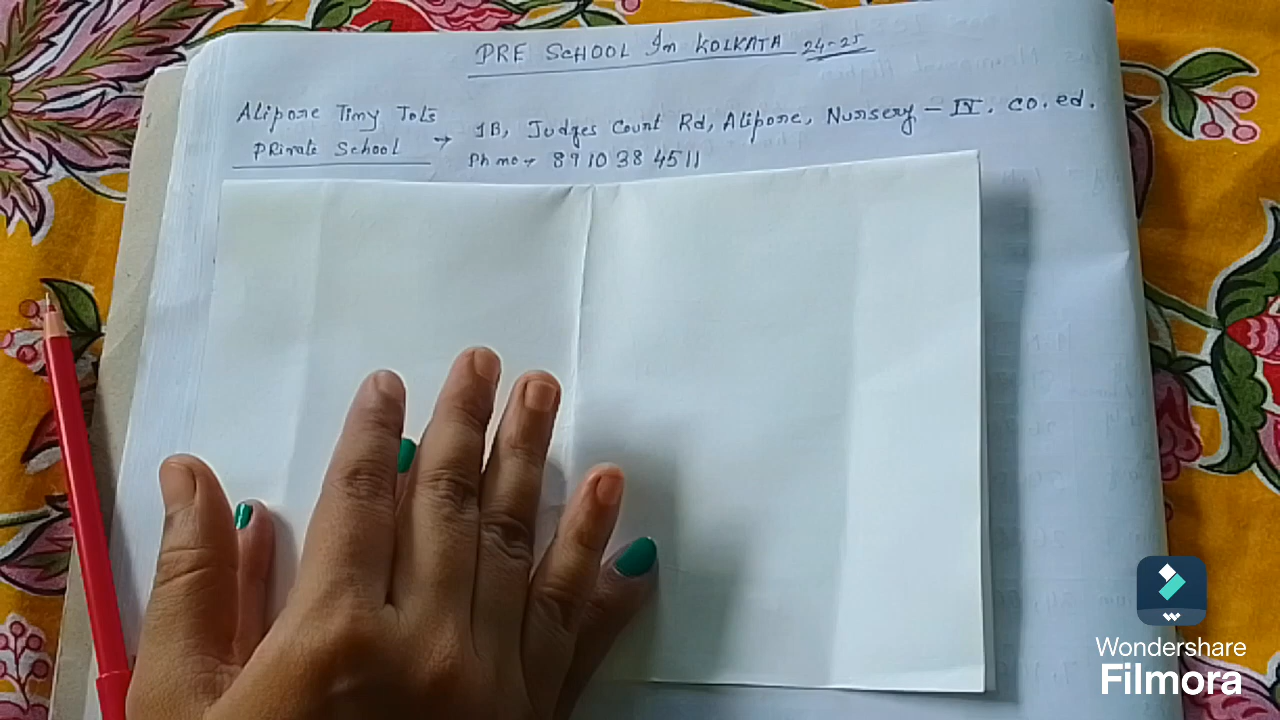 PRE SCHOOL In KOLKATA 24-25
Alipore Tiny Tots
PRivate School → 1B, Judges Court Rd, Alipore, Nursery - IV. co. ed.
Ph no → 8910384511
Wondershare
Filmora